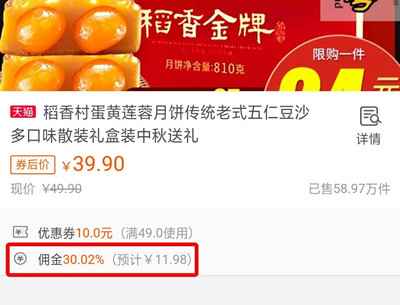 稻香金牌
月饼净含量:810克
限购一件
天猫 稻香村蛋黄莲蓉月饼传统老式五仁豆沙
多口味散装礼盒装中秋送礼
详情
券后价 ¥39.90
现价 ¥49.90
已售58.97万件
优惠券10.0元（满49.0使用）
佣金30.02%（预计¥11.98）